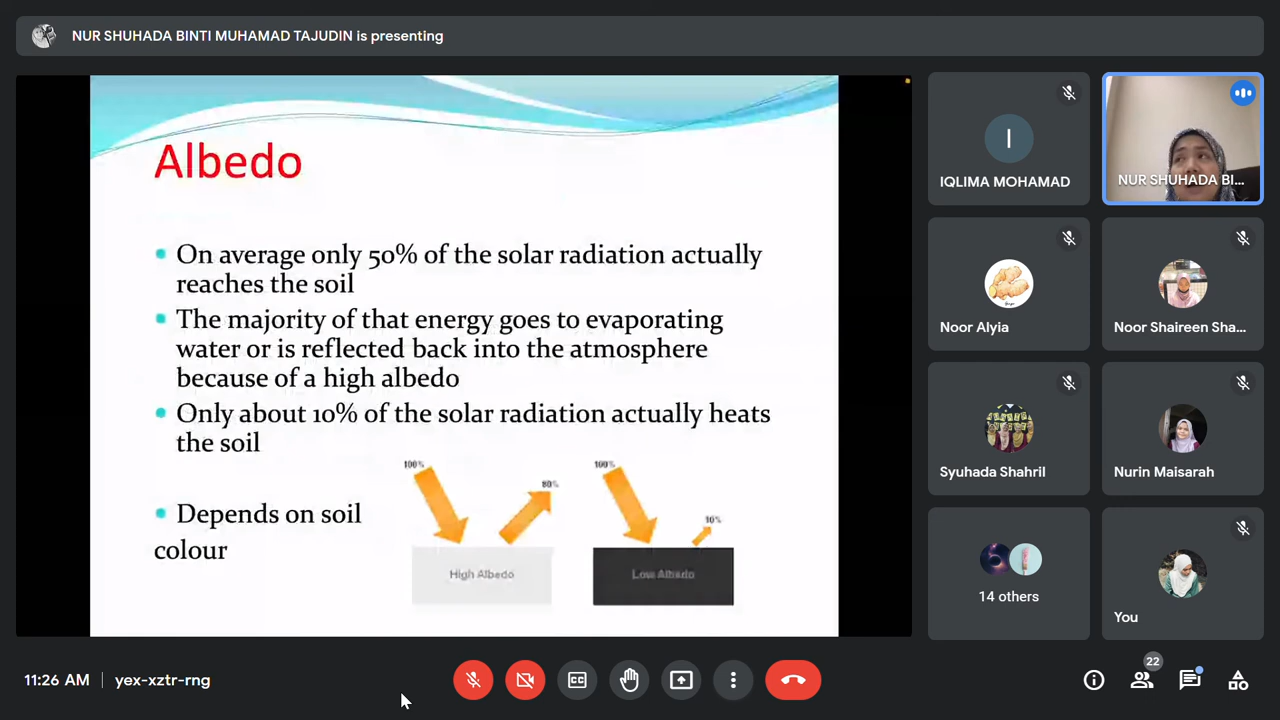 NUR SHUHADA BINTI MUHAMAD TAJUDIN is presenting
Albedo
On average only 50% of the solar radiation actually
reaches the soil
The majority of that energy goes to evaporating
water or is reflected back into the atmosphere
because of a high albedo
Only about 10% of the solar radiation actually heats
the soil
Depends on soil
colour
100%
80%
High Albedo
100%
10%
Low Albedo
I
IQLIMA MOHAMAD
NUR SHUHADA BI...
Noor Alyia
Noor Shaireen Sha...
Syuhada Shahril
Nurin Maisarah
14 others
You
11:26 AM
yex-xztr-rng
22